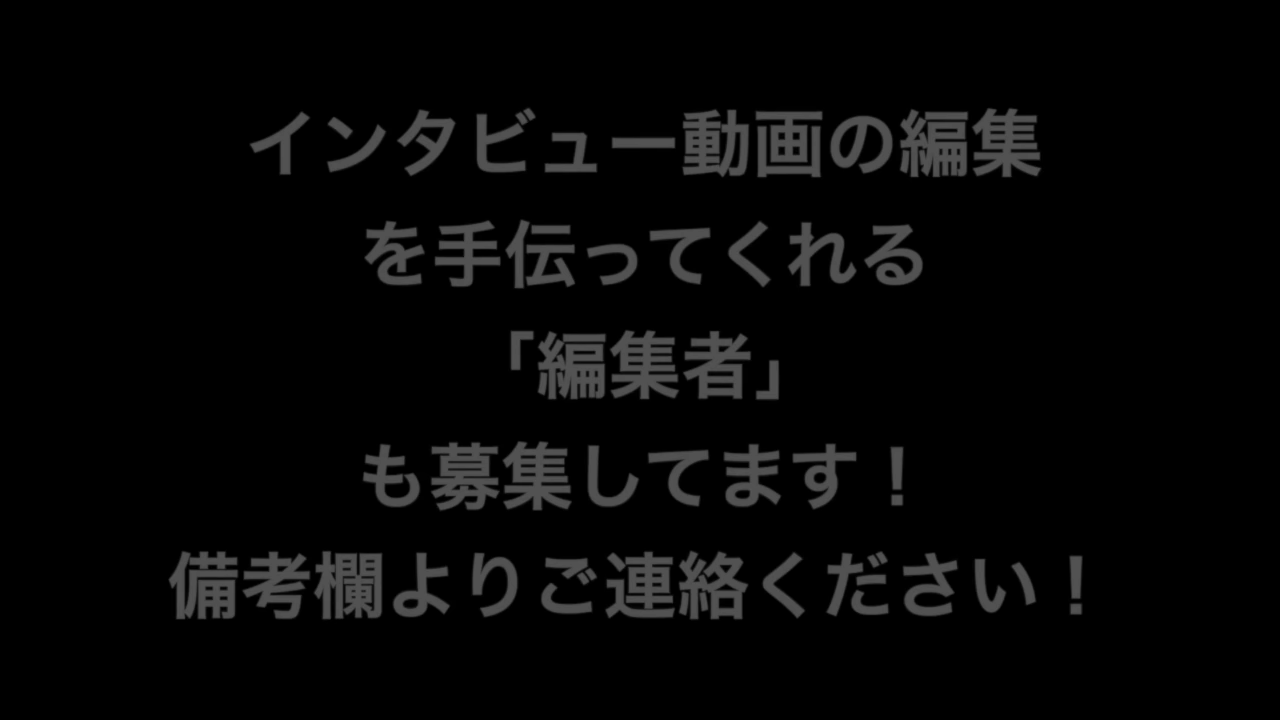 インタビュー動画の編集
を手伝ってくれる
「編集者」
も募集してます！
備考欄よりご連絡ください！